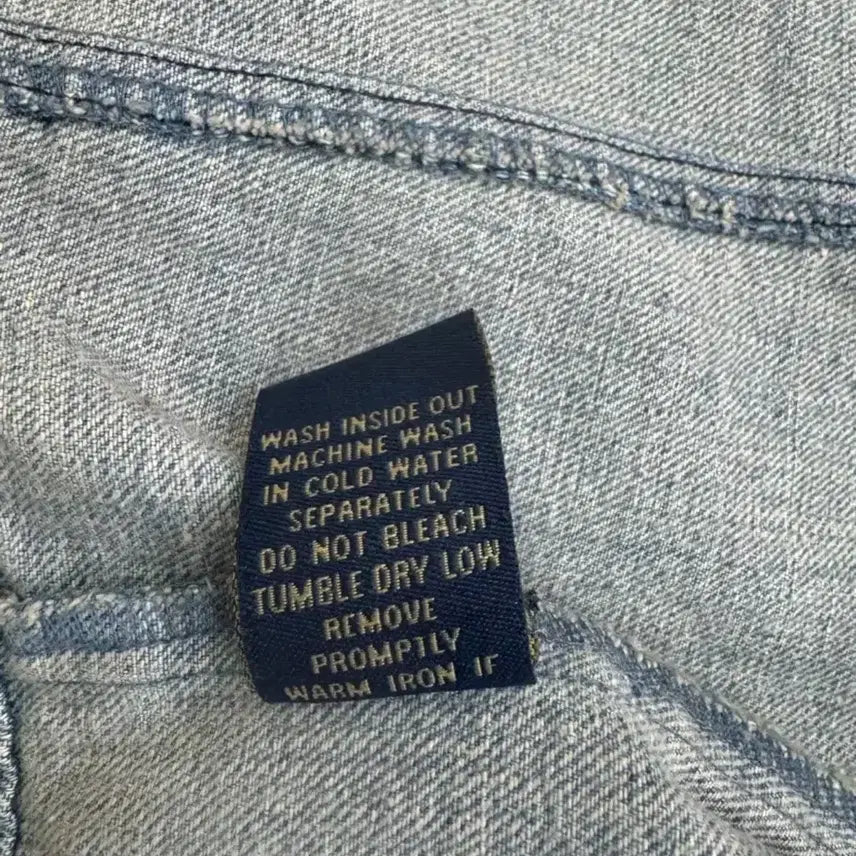 WASH INSIDE OUT
MACHINE WASH
IN COLD WATER
SEPARATELY
DO NOT BLEACH
TUMBLE DRY LOW
REMOVE
PROMPTLY
WARM IRON IF